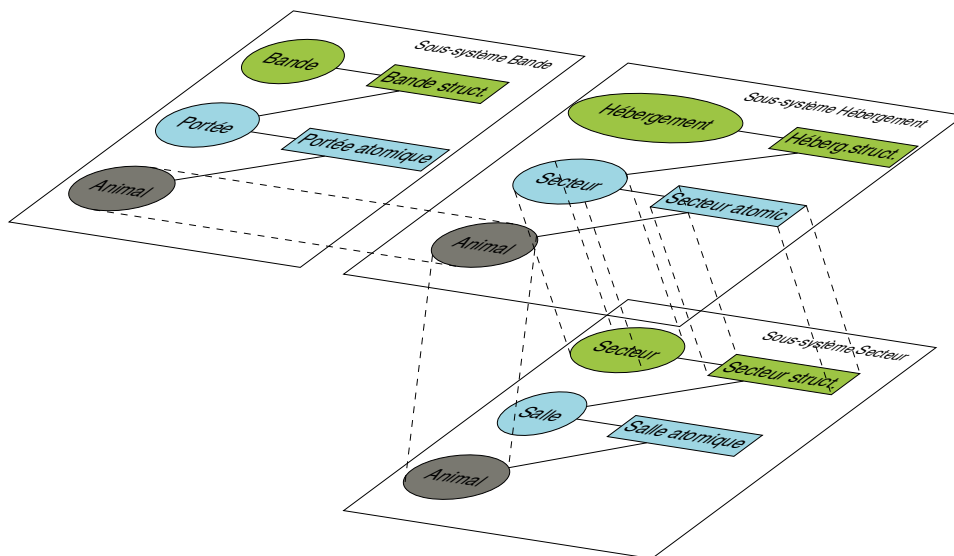 Sous-système Bande
Bande
Bande struct.
Portée
Portée atomique
Animal
Sous-système Hébergement
Hébergement
Héberg.struct.
Secteur
Secteur atomic
Animal
Sous-système Secteur
Secteur
Secteur struct.
Salle
Salle atomique
Animal